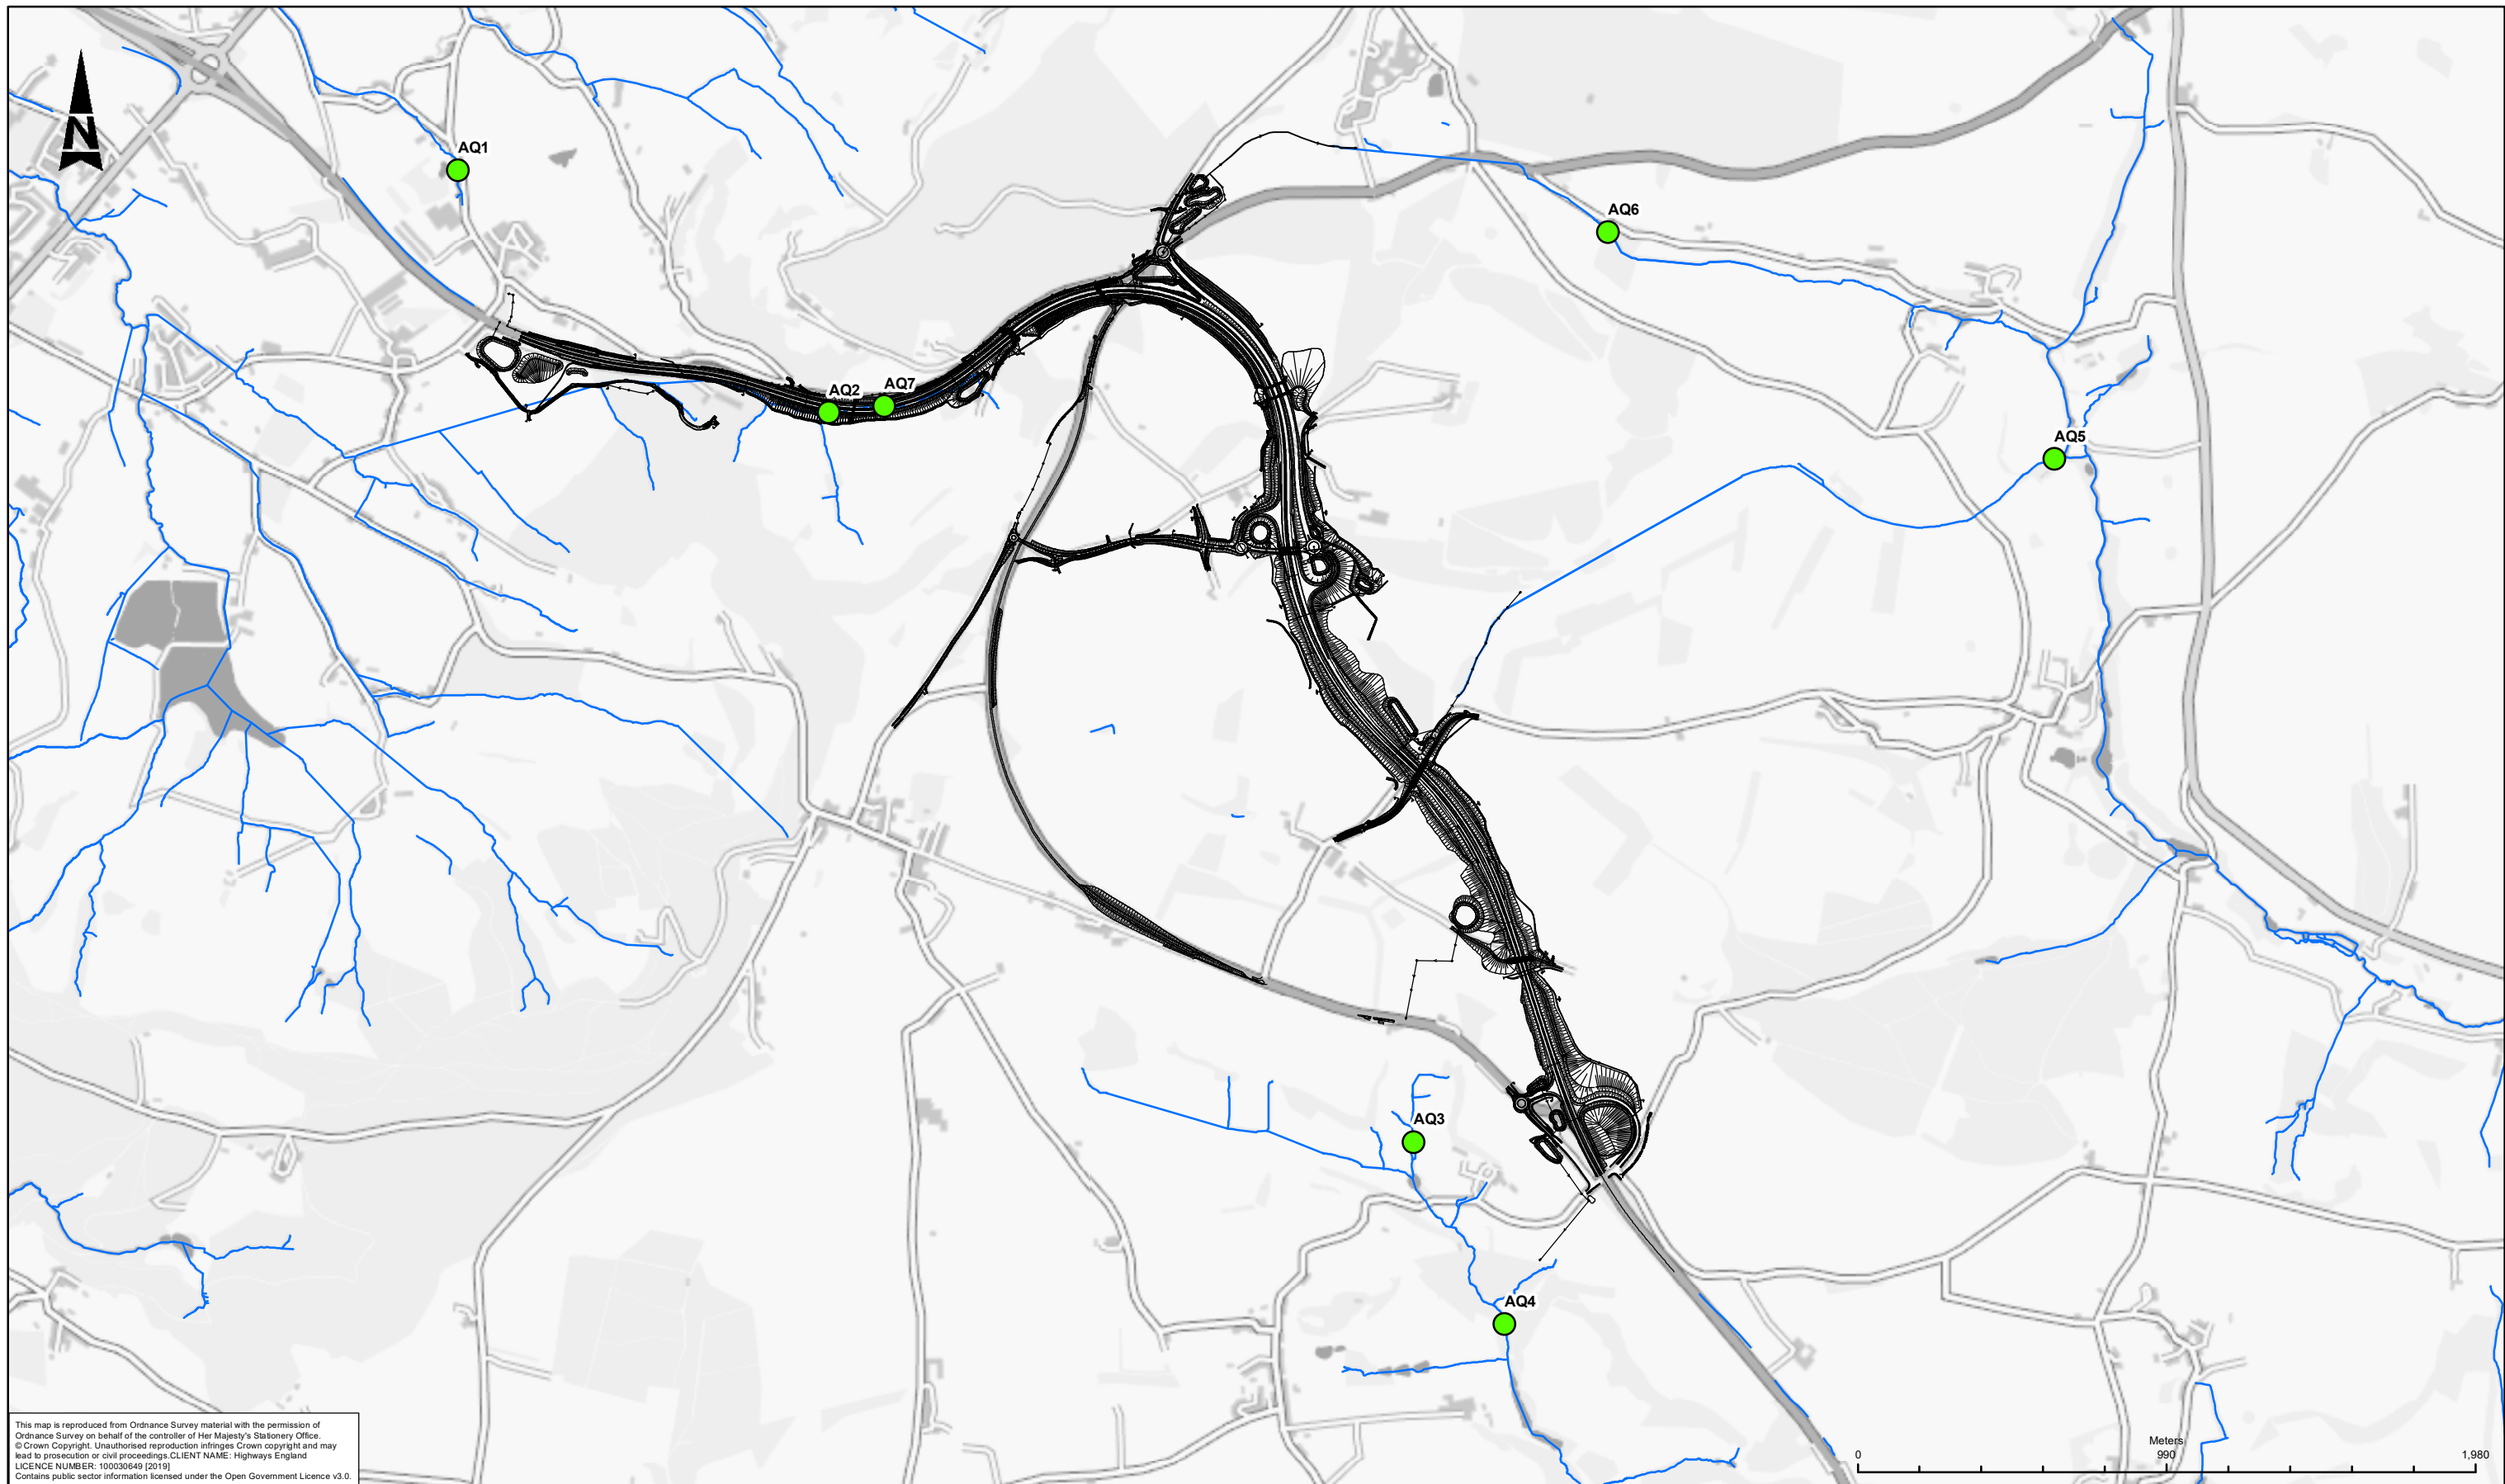 N
AQ1
AQ6
AQ7
AQ2
AQ5
AQ3
AQ4
This map is reproduced from Ordnance Survey material with the permission of
Ordnance Survey on behalf of the controller of Her Majesty's Stationery Office.
© Crown Copyright. Unauthorised reproduction infringes Crown copyright and may
lead to prosecution or civil proceedings.CLIENT NAME: Highways England
LICENCE NUMBER: 100030649 [2019]
Contains public sector information licensed under the Open Government Licence v3.0.
Meters
0 990 1,980